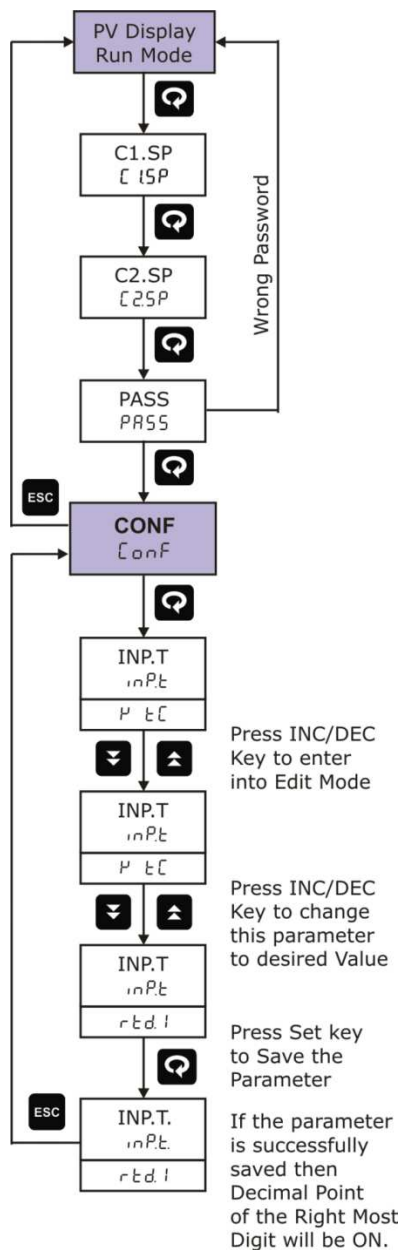 PV Display
Run Mode
C1.SP
C1.SP
C2.SP
C2.SP
Wrong Password
PASS
PASS
ESC
CONF
ConF
INP.T
inP.t
K tC
Press INC/DEC
Key to enter
into Edit Mode
INP.T
inP.t
K tC
Press INC/DEC
Key to change
this parameter
to desired Value
INP.T
inP.t
rtd.1
Press Set key
to Save the
Parameter
ESC
INP.T.
inP.t.
rtd.1
If the parameter
is successfully
saved then
Decimal Point
of the Right Most
Digit will be ON.